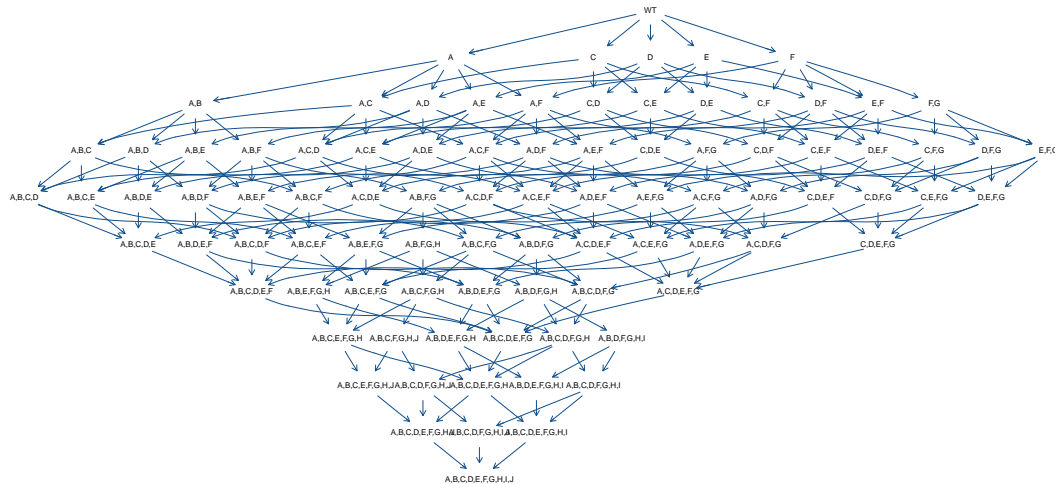 WT
A C D E F
A,B A,C A,D A,E A,F C,D C,E D,E C,F D,F E,F F,G
A,B,C A,B,D A,B,E A,B,F A,C,D A,C,E A,D,E A,C,F A,D,F A,E,F C,D,E A,F,G C,D,F C,E,F D,E,F C,F,G D,F,G E,F,G
A,B,C,D A,B,C,E A,B,D,E A,B,D,F A,B,E,F A,B,C,F A,C,D,E A,B,F,G A,C,D,F A,C,E,F A,D,E,F A,E,F,G A,C,F,G A,D,F,G C,D,E,F C,D,F,G C,E,F,G D,E,F,G
A,B,C,D,E A,B,D,E,F A,B,C,D,F A,B,C,E,F A,B,E,F,G A,B,F,G,H A,B,C,F,G A,B,D,F,G A,C,D,E,F A,C,E,F,G A,D,E,F,G A,C,D,F,G C,D,E,F,G
A,B,C,D,E,F A,B,E,F,G,H A,B,C,E,F,G A,B,C,F,G,H A,B,D,E,F,G A,B,D,F,G,H A,B,C,D,F,G A,C,D,E,F,G
A,B,C,E,F,G,H A,B,C,F,G,H,J A,B,D,E,F,G,H A,B,C,D,E,F,G A,B,C,D,F,G,H A,B,D,F,G,H,I
A,B,C,E,F,G,H,J A,B,C,D,F,G,H,J A,B,C,D,E,F,G,H A,B,D,E,F,G,H,I A,B,C,D,F,G,H,I
A,B,C,D,E,F,G,H,J A,B,C,D,F,G,H,I,J A,B,C,D,E,F,G,H,I
A,B,C,D,E,F,G,H,I,J